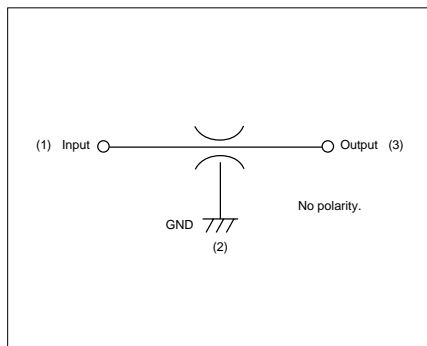 (1) Input Output (3)
No polarity.
GND
(2)